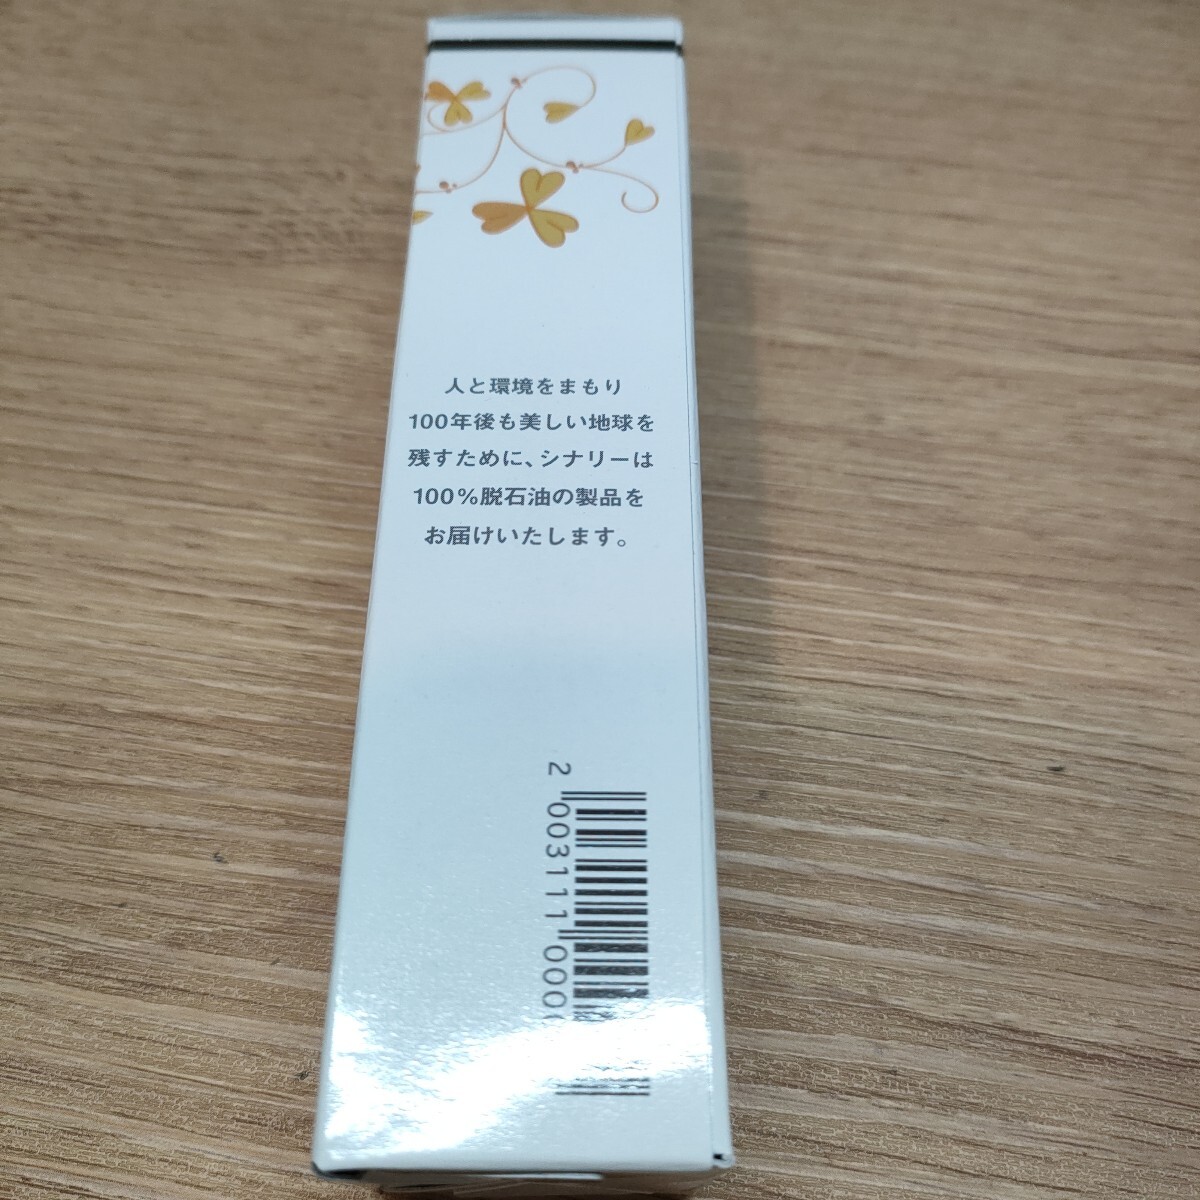 人と環境をまもり
100年後も美しい地球を
残すために、シナリーは
100%脱石油の製品を
お届けいたします。
2 003111 000